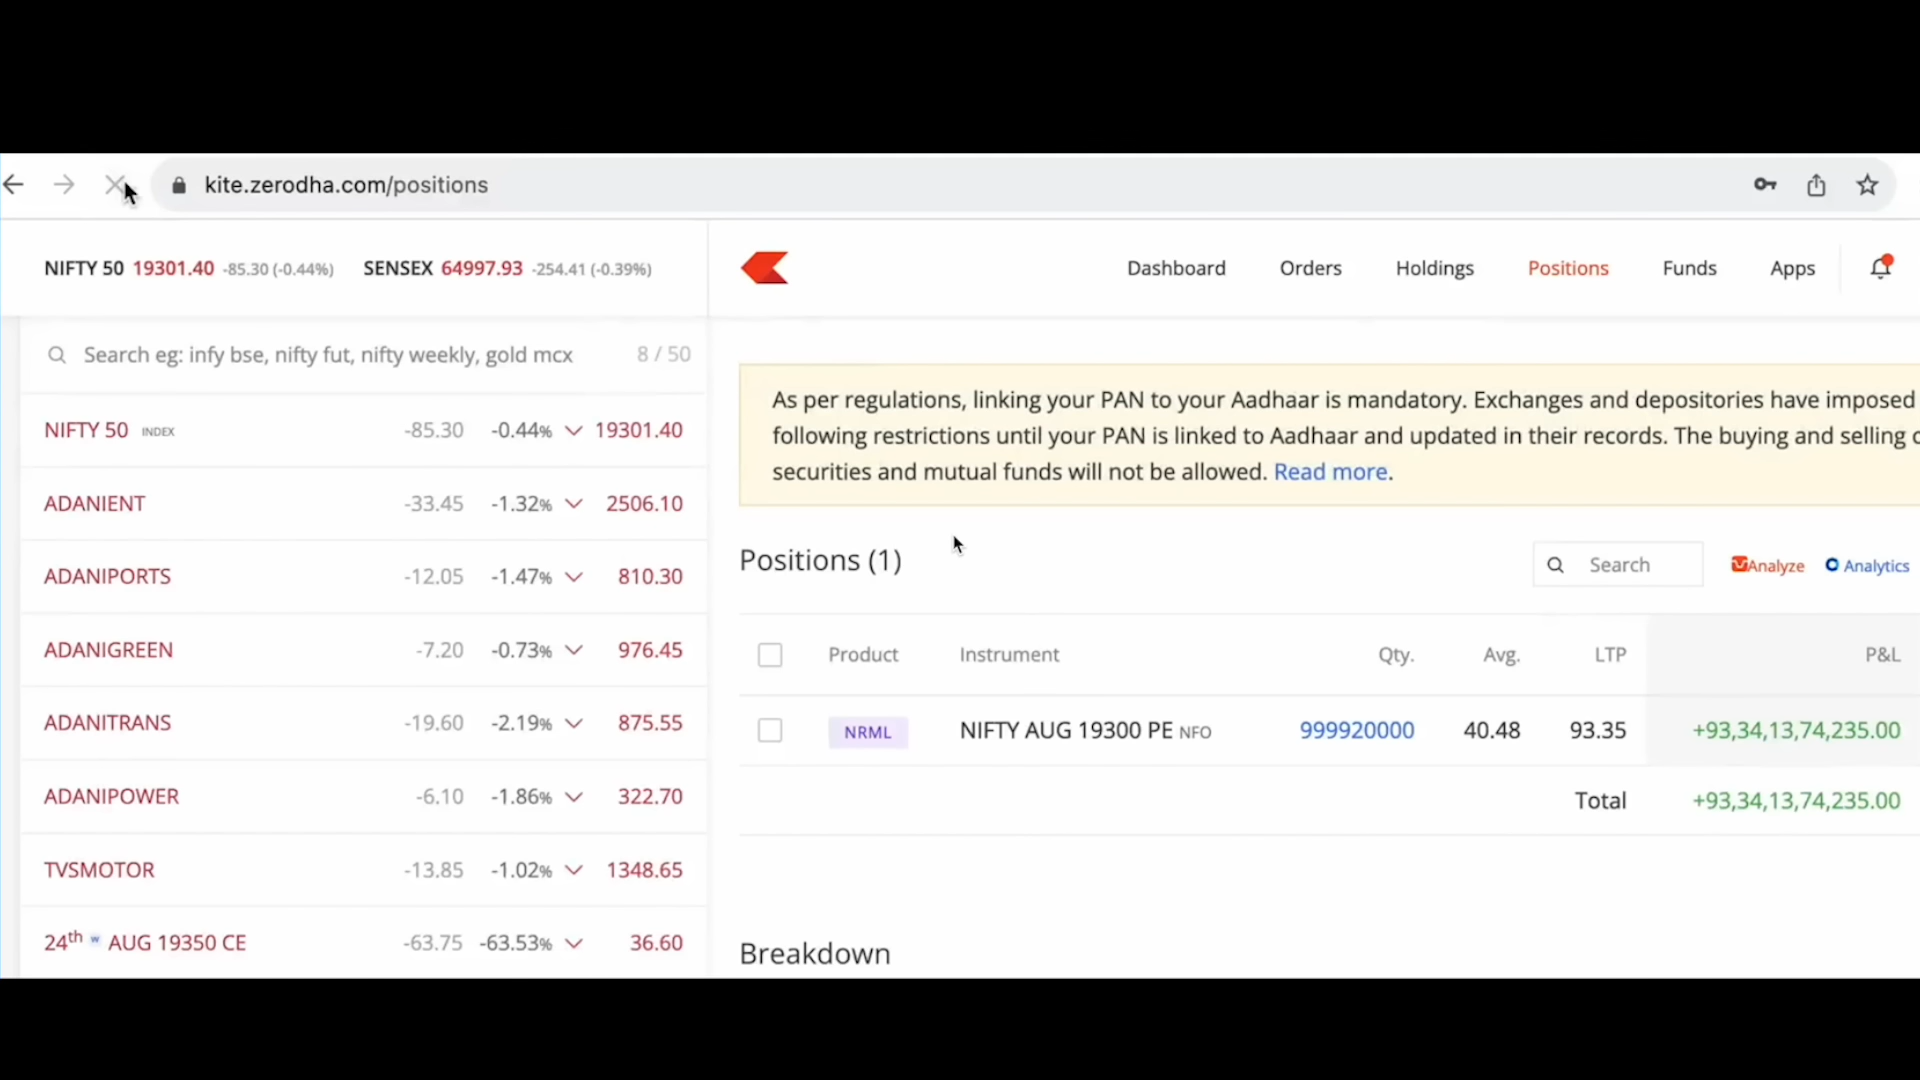 kite.zerodha.com/positions
NIFTY 50 19301.40 -85.30 (-0.44%) SENSEX 64997.93 -254.41 (-0.39%)
Dashboard Orders Holdings Positions Funds Apps
Search eg: infy bse, nifty fut, nifty weekly, gold mcx 8 / 50
NIFTY 50 INDEX -85.30 -0.44% 19301.40
ADANIENT -33.45 -1.32% 2506.10
ADANIPORTS -12.05 -1.47% 810.30
ADANIGREEN -7.20 -0.73% 976.45
ADANITRANS -19.60 -2.19% 875.55
ADANIPOWER -6.10 -1.86% 322.70
TVSMOTOR -13.85 -1.02% 1348.65
24th w AUG 19350 CE -63.75 -63.53% 36.60
As per regulations, linking your PAN to your Aadhaar is mandatory. Exchanges and depositories have imposed
following restrictions until your PAN is linked to Aadhaar and updated in their records. The buying and selling
securities and mutual funds will not be allowed. Read more.
Positions (1)
Search Analyze Analytics
Product Instrument Qty. Avg. LTP P&L
NRML NIFTY AUG 19300 PE NFO 999920000 40.48 93.35 +93,34,13,74,235.00
Total +93,34,13,74,235.00
Breakdown